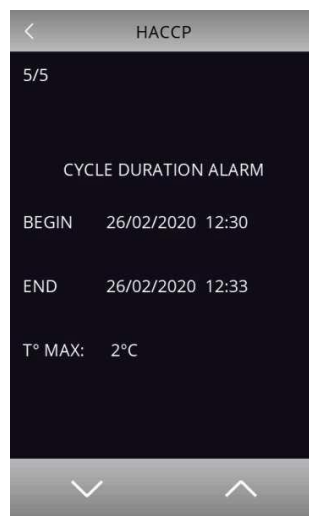 HACCP
5/5
CYCLE DURATION ALARM
BEGIN 26/02/2020 12:30
END 26/02/2020 12:33
T° MAX: 2°C